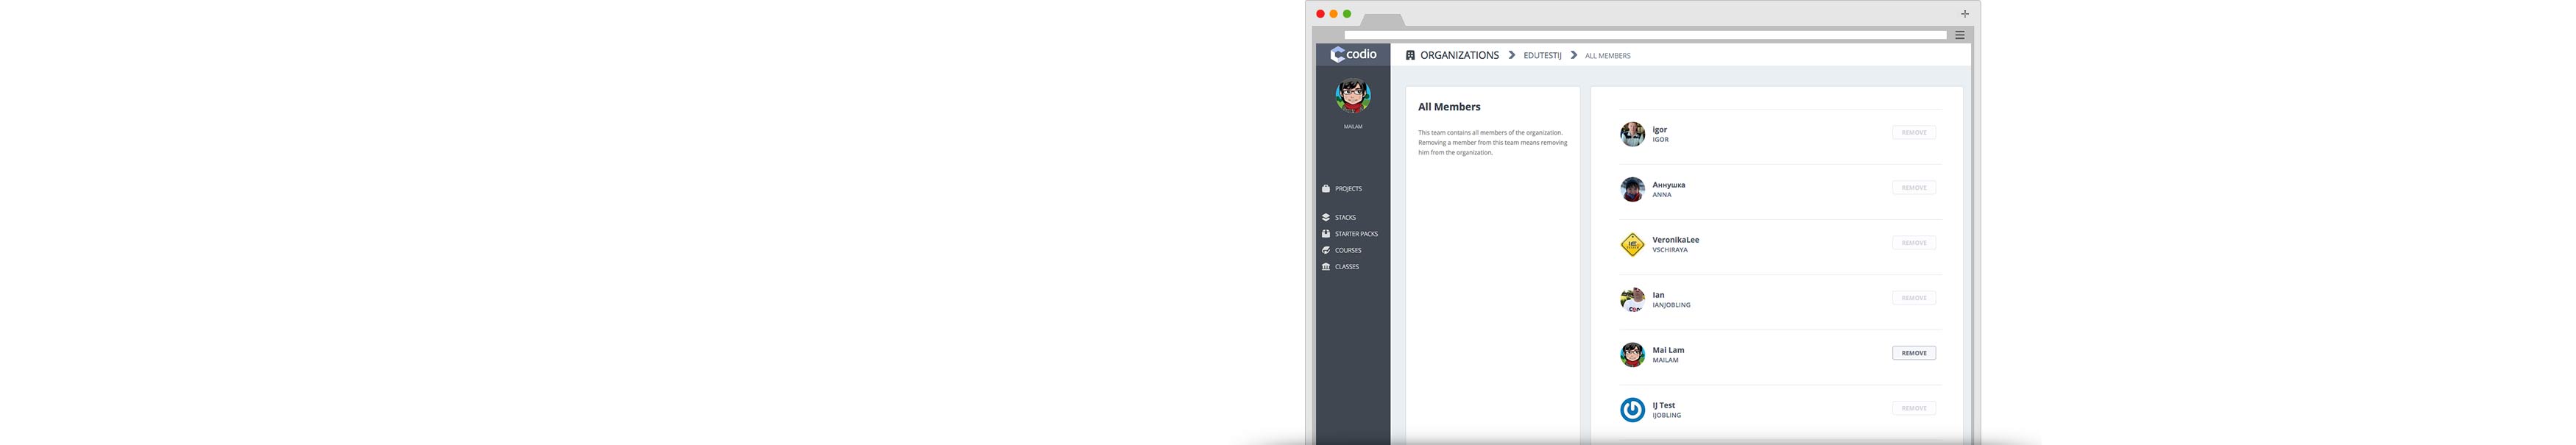 codio
ORGANIZATIONS EDUTESTIJ ALL MEMBERS
MAILAM
PROJECTS
STACKS
STARTER PACKS
COURSES
CLASSES
All Members
This team contains all members of the organization.
Removing a member from this team means removing
him from the organization.
igor
IGOR
REMOVE
Аннушка
ANNA
REMOVE
VeronikaLee
VSCHIRAYA
REMOVE
Ian
IANJOBLING
REMOVE
Mai Lam
MAILAM
REMOVE
IJ Test
IJOBLING
REMOVE